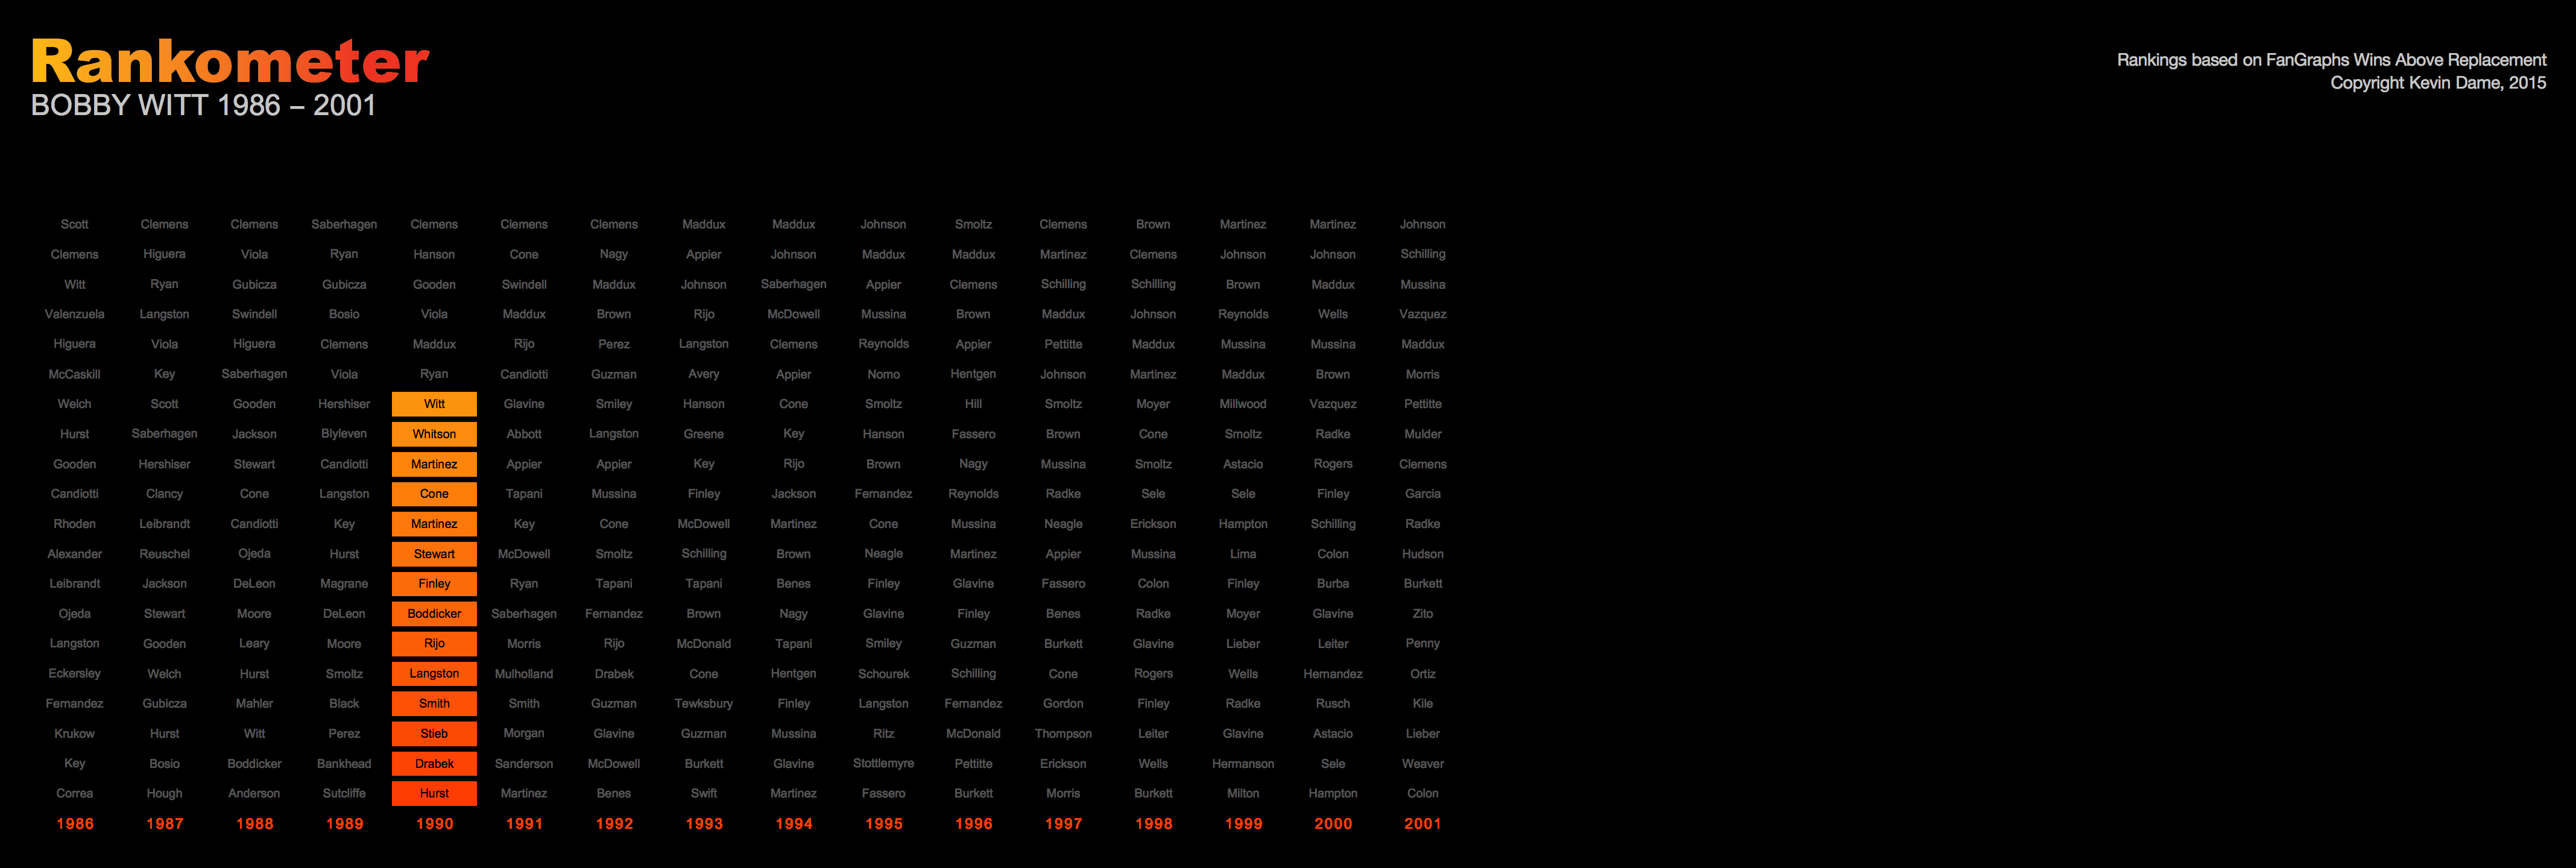 Rankometer
BOBBY WITT 1986 – 2001
Rankings based on FanGraphs Wins Above Replacement
Copyright Kevin Dame, 2015
Scott Clemens Clemens Saberhagen Clemens Clemens Clemens Maddux Maddux Johnson Smoltz Clemens Brown Martinez Martinez Johnson
Clemens Higuera Viola Ryan Hanson Cone Nagy Appier Johnson Maddux Maddux Martinez Clemens Johnson Johnson Schilling
Witt Ryan Gubicza Gubicza Gooden Swindell Maddux Johnson Saberhagen Appier Clemens Schilling Schilling Brown Maddux Mussina
Valenzuela Langston Swindell Bosio Viola Maddux Brown Rijo McDowell Mussina Brown Maddux Johnson Reynolds Wells Vazquez
Higuera Viola Higuera Clemens Maddux Rijo Perez Langston Clemens Reynolds Appier Pettitte Maddux Mussina Mussina Maddux
McCaskill Key Saberhagen Viola Ryan Candiotti Guzman Avery Appier Nomo Hentgen Johnson Martinez Maddux Brown Morris
Welch Scott Gooden Hershiser Witt Glavine Smiley Hanson Cone Smoltz Hill Smoltz Moyer Millwood Vazquez Pettitte
Hurst Saberhagen Jackson Blyleven Whitson Abbott Langston Greene Key Hanson Fassero Brown Cone Smoltz Radke Mulder
Gooden Hershiser Stewart Candiotti Martinez Appier Appier Key Rijo Brown Nagy Mussina Smoltz Astacio Rogers Clemens
Candiotti Clancy Cone Langston Cone Tapani Mussina Finley Jackson Fernandez Reynolds Radke Sele Sele Finley Garcia
Rhoden Leibrandt Candiotti Key Martinez Key Cone McDowell Martinez Cone Mussina Neagle Erickson Hampton Schilling Radke
Alexander Reuschel Ojeda Hurst Stewart McDowell Smoltz Schilling Brown Neagle Martinez Appier Mussina Lima Colon Hudson
Leibrandt Jackson DeLeon Magrane Finley Ryan Tapani Tapani Benes Finley Glavine Fassero Colon Finley Burba Burkett
Ojeda Stewart Moore DeLeon Boddicker Saberhagen Fernandez Brown Nagy Glavine Finley Benes Radke Moyer Glavine Zito
Langston Gooden Leary Moore Rijo Morris Rijo McDonald Tapani Smiley Guzman Burkett Glavine Lieber Leiter Penny
Eckersley Welch Hurst Smoltz Langston Mulholland Drabek Cone Hentgen Schourek Schilling Cone Rogers Wells Hernandez Ortiz
Fernandez Gubicza Mahler Black Smith Smith Guzman Tewksbury Finley Langston Fernandez Gordon Finley Radke Rusch Kile
Krukow Hurst Witt Perez Stieb Morgan Glavine Guzman Mussina Ritz McDonald Thompson Leiter Glavine Astacio Lieber
Key Bosio Boddicker Bankhead Drabek Sanderson McDowell Burkett Glavine Stottlemyre Pettitte Erickson Wells Hermanson Sele Weaver
Correa Hough Anderson Sutcliffe Hurst Martinez Benes Swift Martinez Fassero Burkett Morris Burkett Milton Hampton Colon
1986 1987 1988 1989 1990 1991 1992 1993 1994 1995 1996 1997 1998 1999 2000 2001